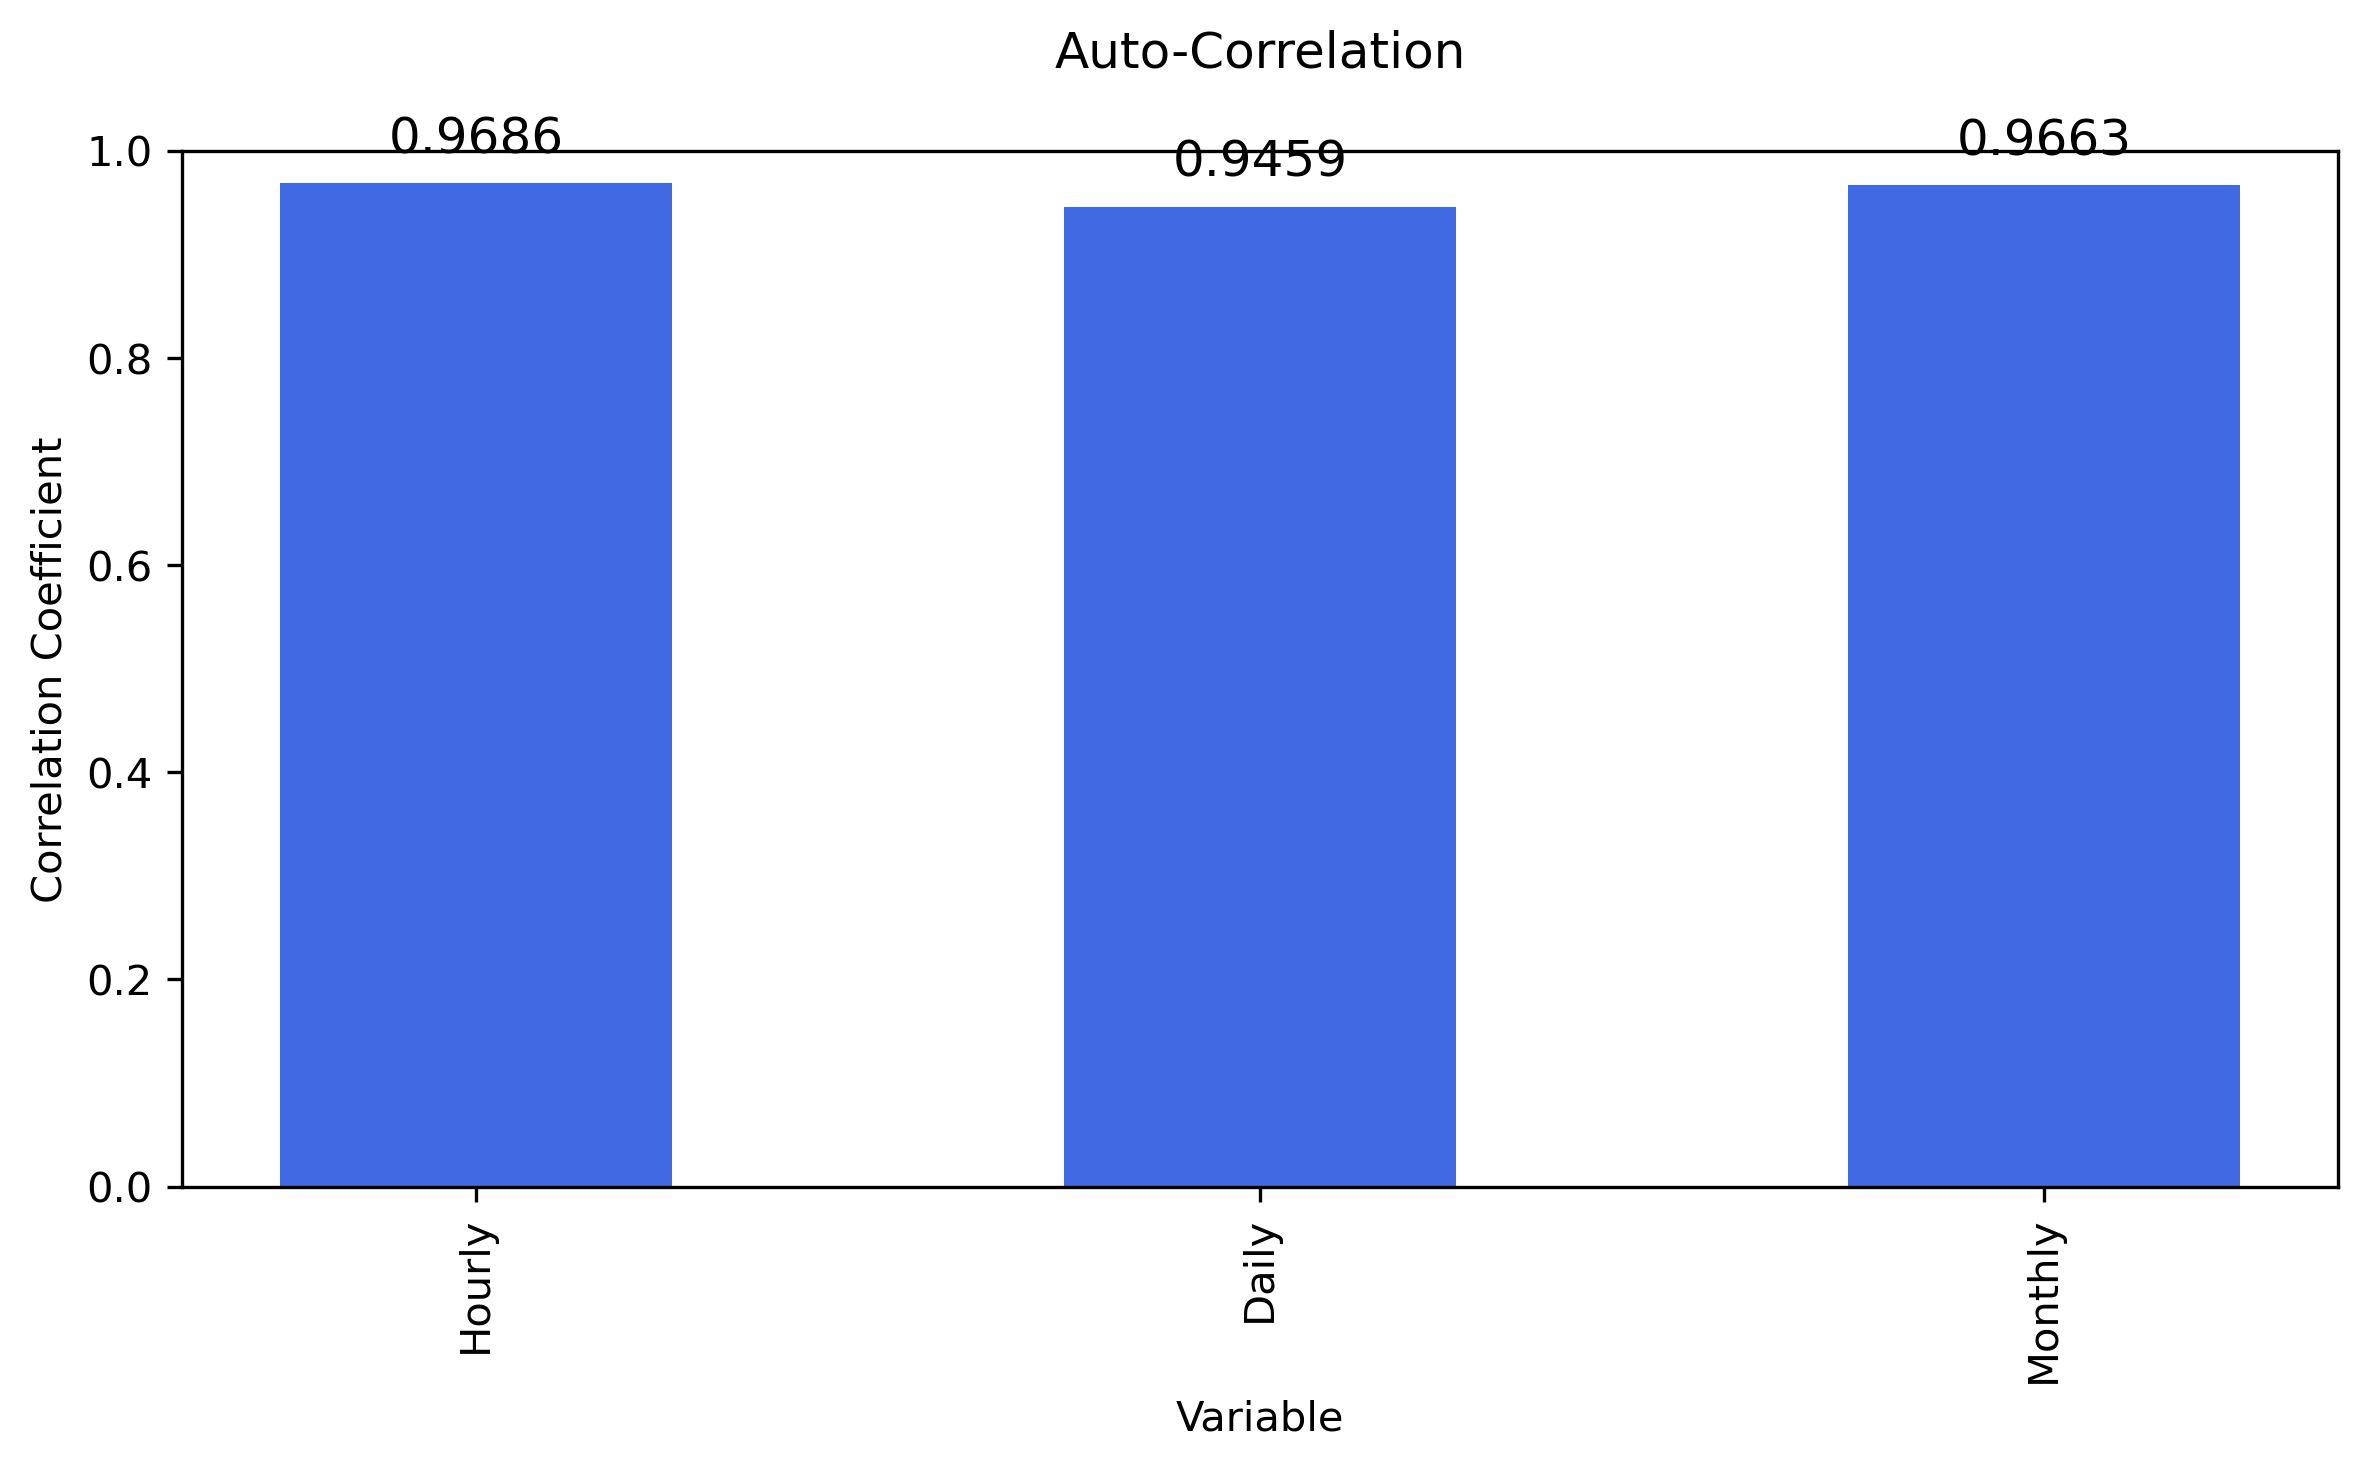 Auto-Correlation
0.9686
0.9459
0.9663
1.0
0.8
0.6
0.4
0.2
0.0
Correlation Coefficient
Hourly
Daily
Monthly
Variable